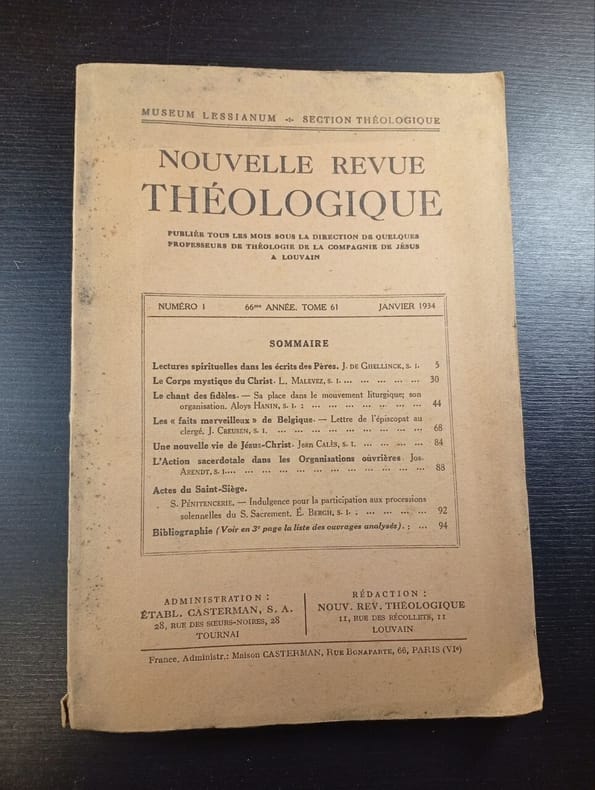 MUSEUM LESSIANUM -:- SECTION THÉOLOGIQUE
NOUVELLE REVUE
THÉOLOGIQUE
PUBLIÉE TOUS LES MOIS SOUS LA DIRECTION DE QUELQUES
PROFESSEURS DE THÉOLOGIE DE LA COMPAGNIE DE JÉSUS
A LOUVAIN
NUMÉRO 1 66me ANNÉE. TOME 61 JANVIER 1934
SOMMAIRE
Lectures spirituelles dans les écrits des Pères. J. DE GHELLINCK, S. I. 5
Le Corps mystique du Christ. L. MALEVEZ, S. I. ... ... ... ... ... 30
Le chant des fidèles. — Sa place dans le mouvement liturgique; son
organisation. Aloys HANIN, S. I. : ... ... ... ... ... ... ... 44
Les « faits merveilleux » de Belgique. — Lettre de l'épiscopat au
clergé. J. CREUSEN, S. I. ... ... ... ... ... ... ... ... ... 68
Une nouvelle vie de Jésus-Christ. Jean CALÈS, S. I. ... ... ... ... 84
L'Action sacerdotale dans les Organisations ouvrières. Jos.
ARENDT, S. I.... ... ... ... ... ... ... ... ... ... ... 88
Actes du Saint-Siège.
S. PÉNITENCERIE. — Indulgence pour la participation aux processions
solennelles du S. Sacrement. É. BERGH, S. I. . ... ... ... ... 92
Bibliographie (Voir en 3e page la liste des ouvrages analysés). : ... 94
ADMINISTRATION :
ÉTABL. CASTERMAN, S. A.
28, RUE DES SŒURS-NOIRES, 28
TOURNAI
RÉDACTION :
NOUV. REV. THÉOLOGIQUE
11, RUE DES RÉCOLLETS, 11
LOUVAIN
France. Administr.: Maison CASTERMAN, RUE BONAPARTE, 66, PARIS (VIe)